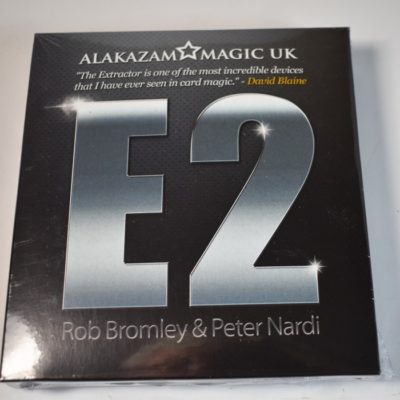 ALAKAZAM☆MAGIC UK
"The Extractor is one of the most incredible devices
that I have ever seen in card magic." - David Blaine
E2
Rob Bromley & Peter Nardi